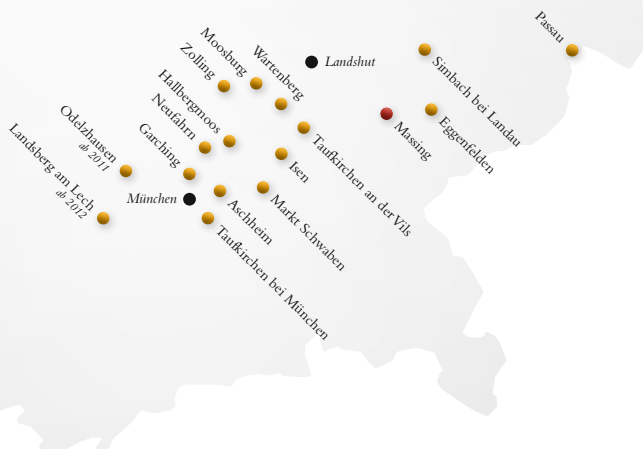 Passau
Simbach bei Landau
Moosburg
Wartenberg
Landshut
Zolling
Hallbergmoos
Eggenfelden
Massing
Neufahrn
Taufkirchen an der Vils
Odelzhausen
ab 2011
Garching
Isen
Landsberg am Lech
ab 2012
München
Aschheim
Markt Schwaben
Taufkirchen bei München